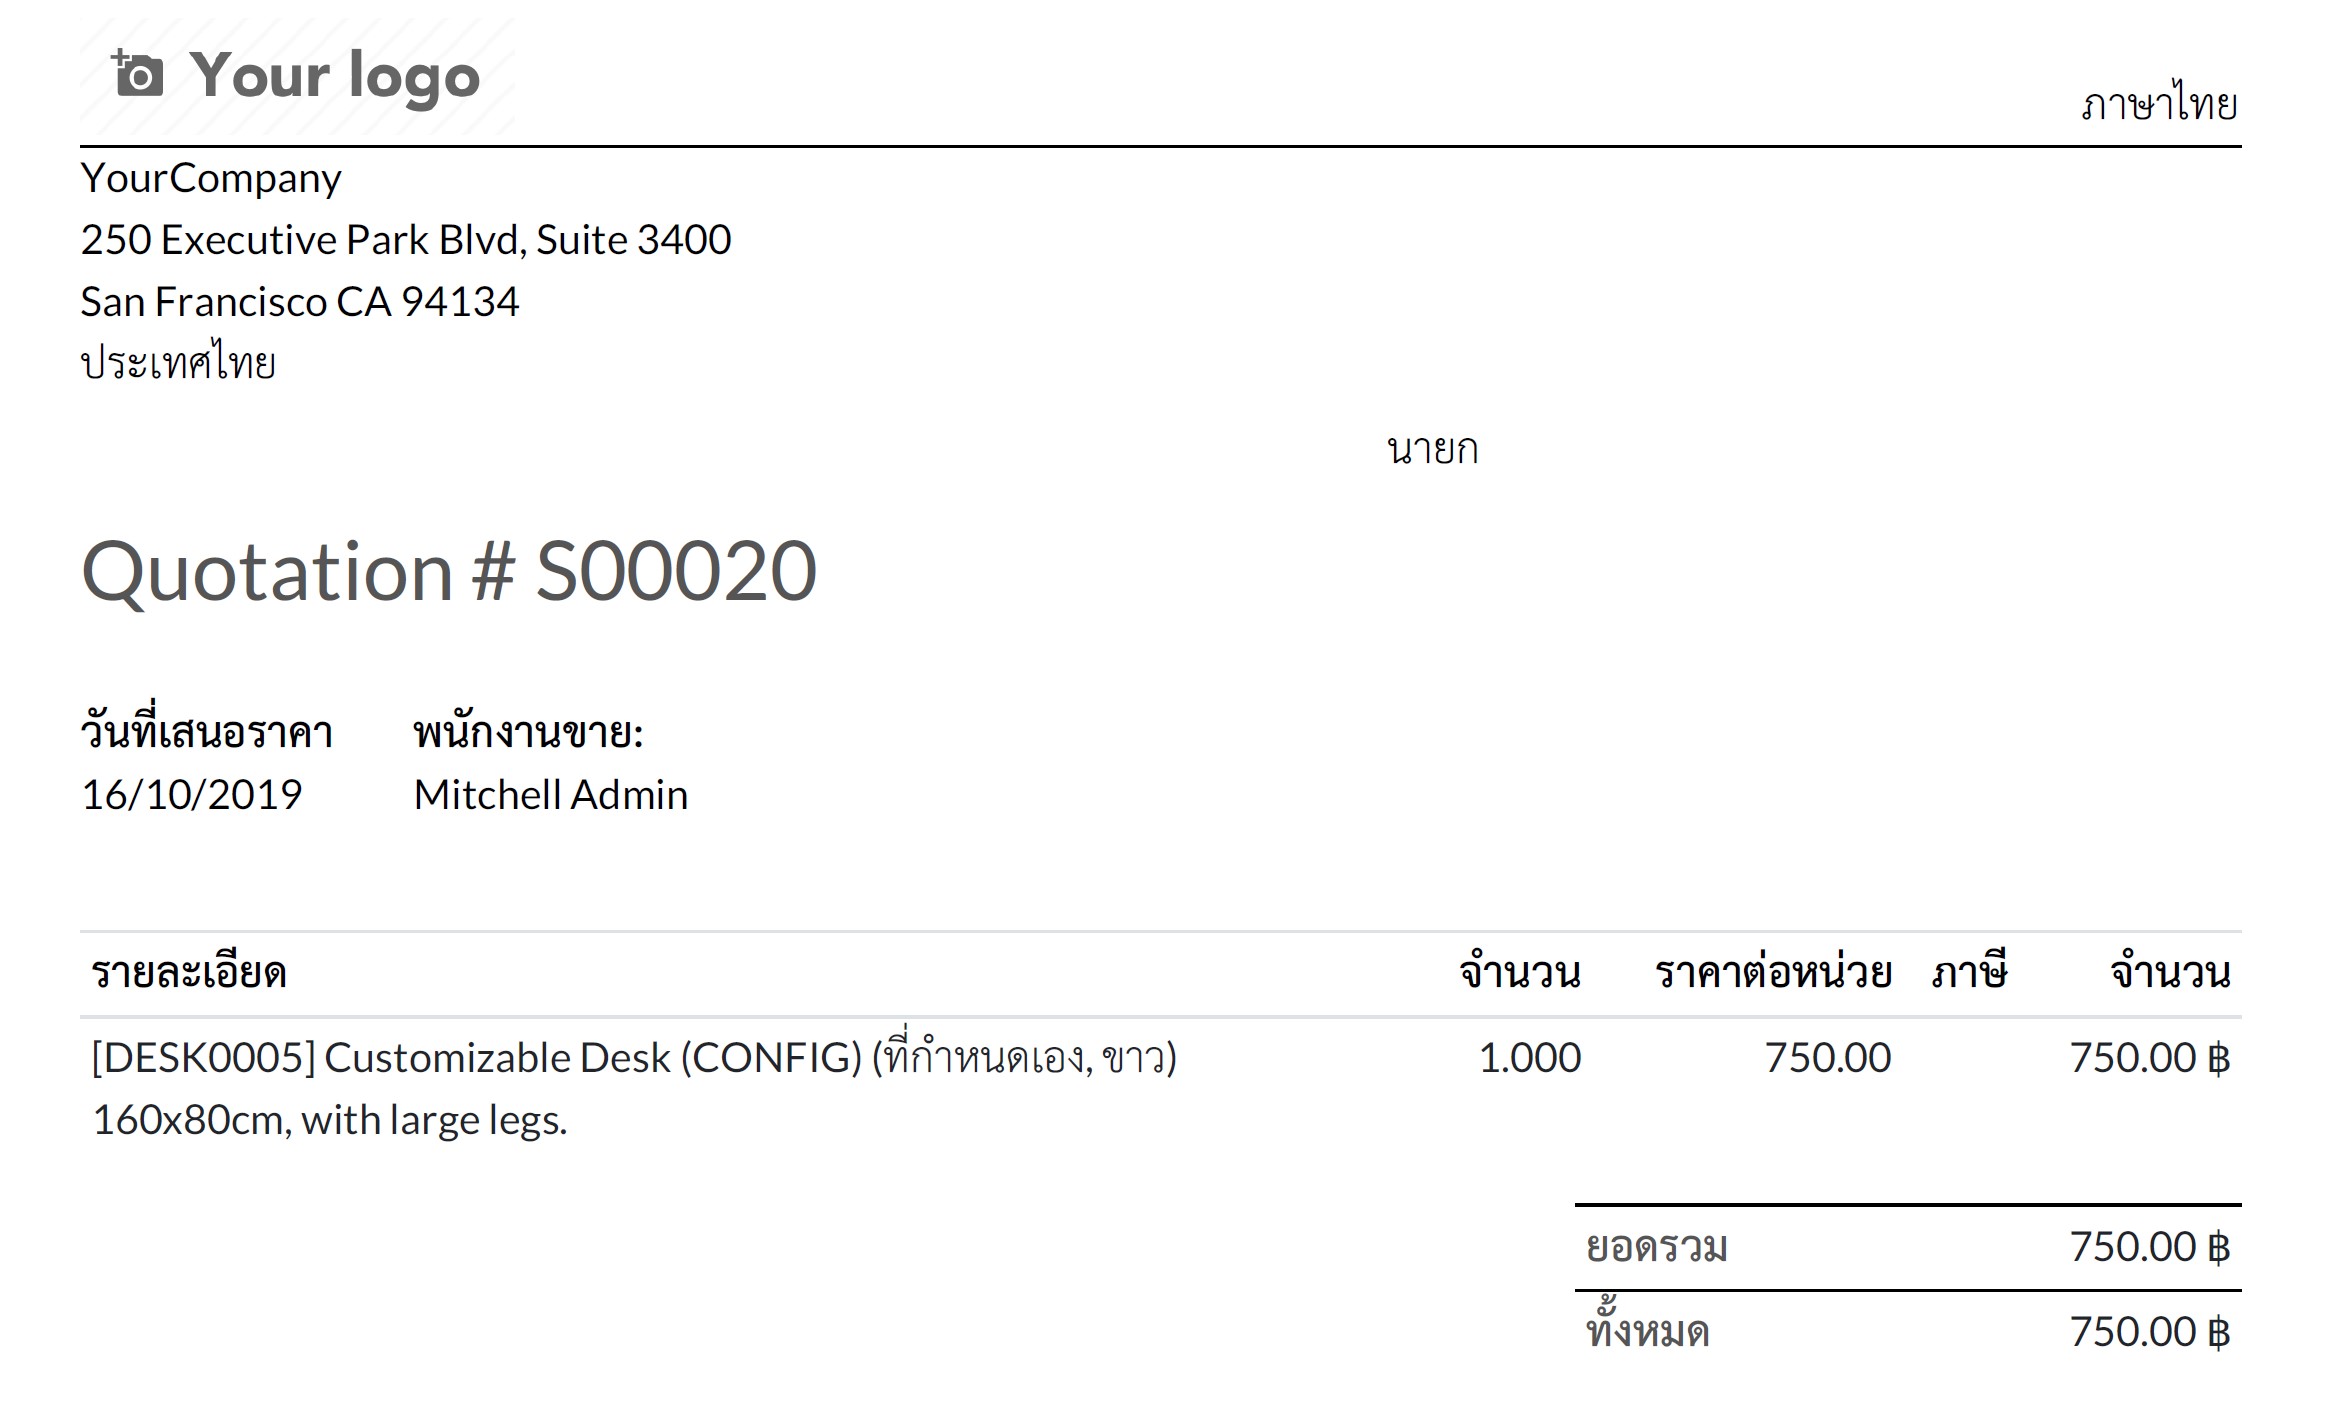 Your logo
ภาษาไทย
YourCompany
250 Executive Park Blvd, Suite 3400
San Francisco CA 94134
ประเทศไทย
นายก
Quotation # S00020
วันที่เสนอราคา พนักงานขาย:
16/10/2019 Mitchell Admin
รายละเอียด จำนวน ราคาต่อหน่วย ภาษี จำนวน
[DESK0005] Customizable Desk (CONFIG) (ที่กำหนดเอง, ขาว) 1.000 750.00 750.00 ฿
160x80cm, with large legs.
ยอดรวม 750.00 ฿
ทั้งหมด 750.00 ฿